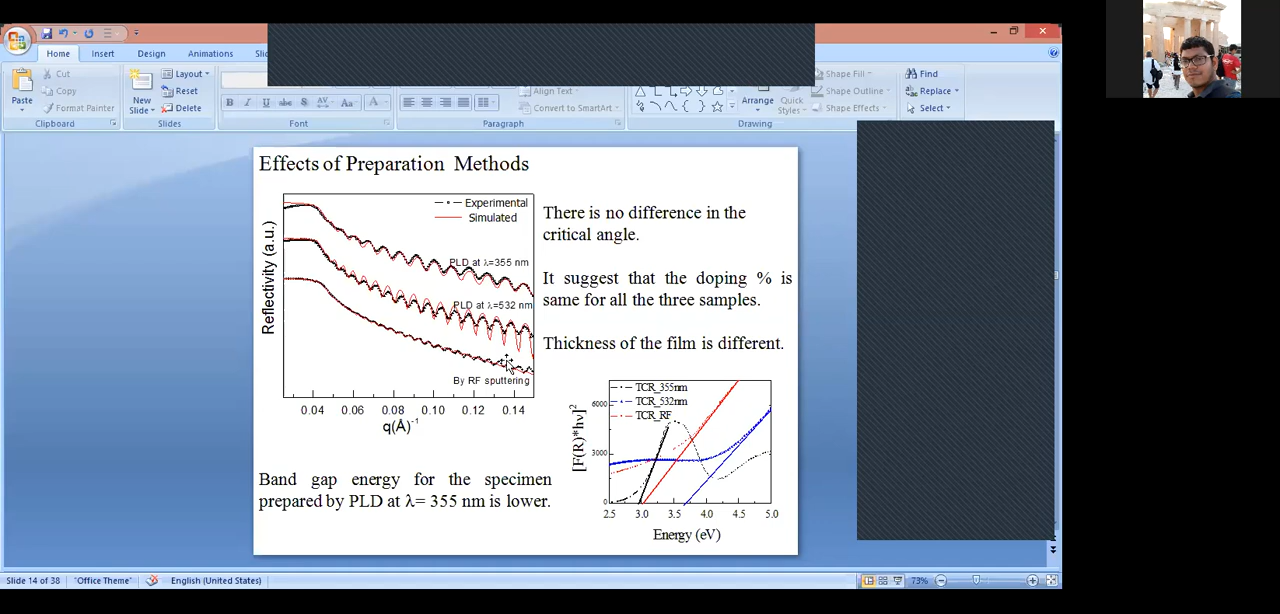 Home Insert Design Animations
Cut
Copy
Format Painter
Paste
Clipboard
New
Slide
Layout
Reset
Delete
Slides
B I U abe S AV Aa A
Font
Align Text
Convert to SmartArt
Paragraph
Arrange
Quick
Styles
Shape Fill
Shape Outline
Shape Effects
Drawing
Find
Replace
Select
Editing
Effects of Preparation Methods
Experimental
Simulated
PLD at λ=355 nm
PLD at λ=532 nm
By RF sputtering
Reflectivity (a.u.)
0.04 0.06 0.08 0.10 0.12 0.14
q(Å)-1
There is no difference in the
critical angle.
It suggest that the doping % is
same for all the three samples.
Thickness of the film is different.
TCR_355nm
TCR_532nm
TCR_RF
[F(R)*hν]2
6000
3000
0
2.5 3.0 3.5 4.0 4.5 5.0
Energy (eV)
Band gap energy for the specimen
prepared by PLD at λ= 355 nm is lower.
Slide 14 of 38 "Office Theme" English (United States) 73%